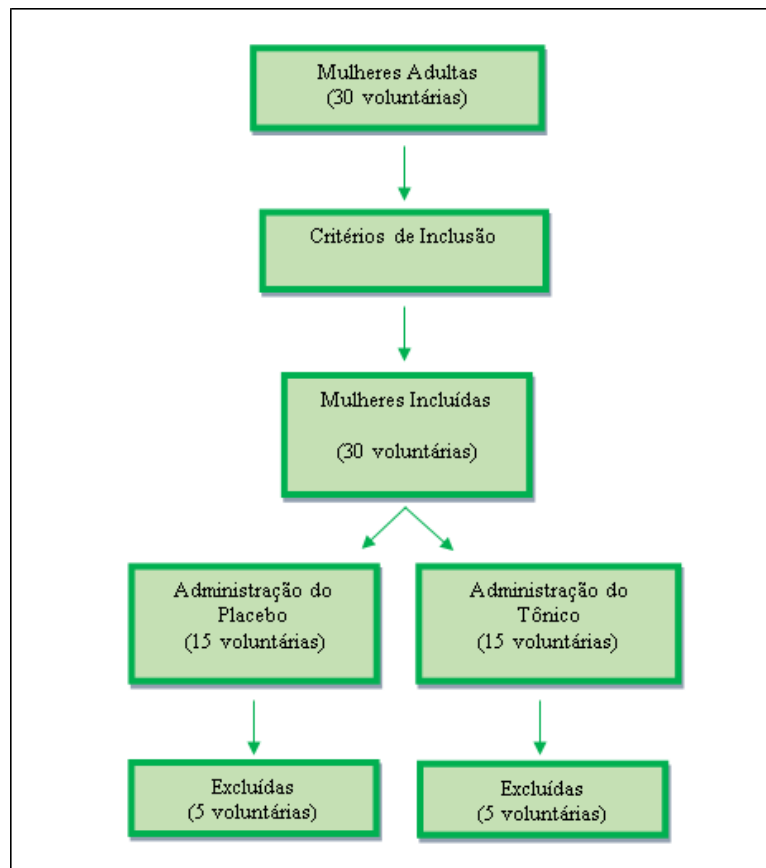 Mulheres Adultas
(30 voluntárias)
Critérios de Inclusão
Mulheres Incluídas
(30 voluntárias)
Administração do
Placebo
(15 voluntárias)
Administração do
Tônico
(15 voluntárias)
Excluídas
(5 voluntárias)
Excluídas
(5 voluntárias)